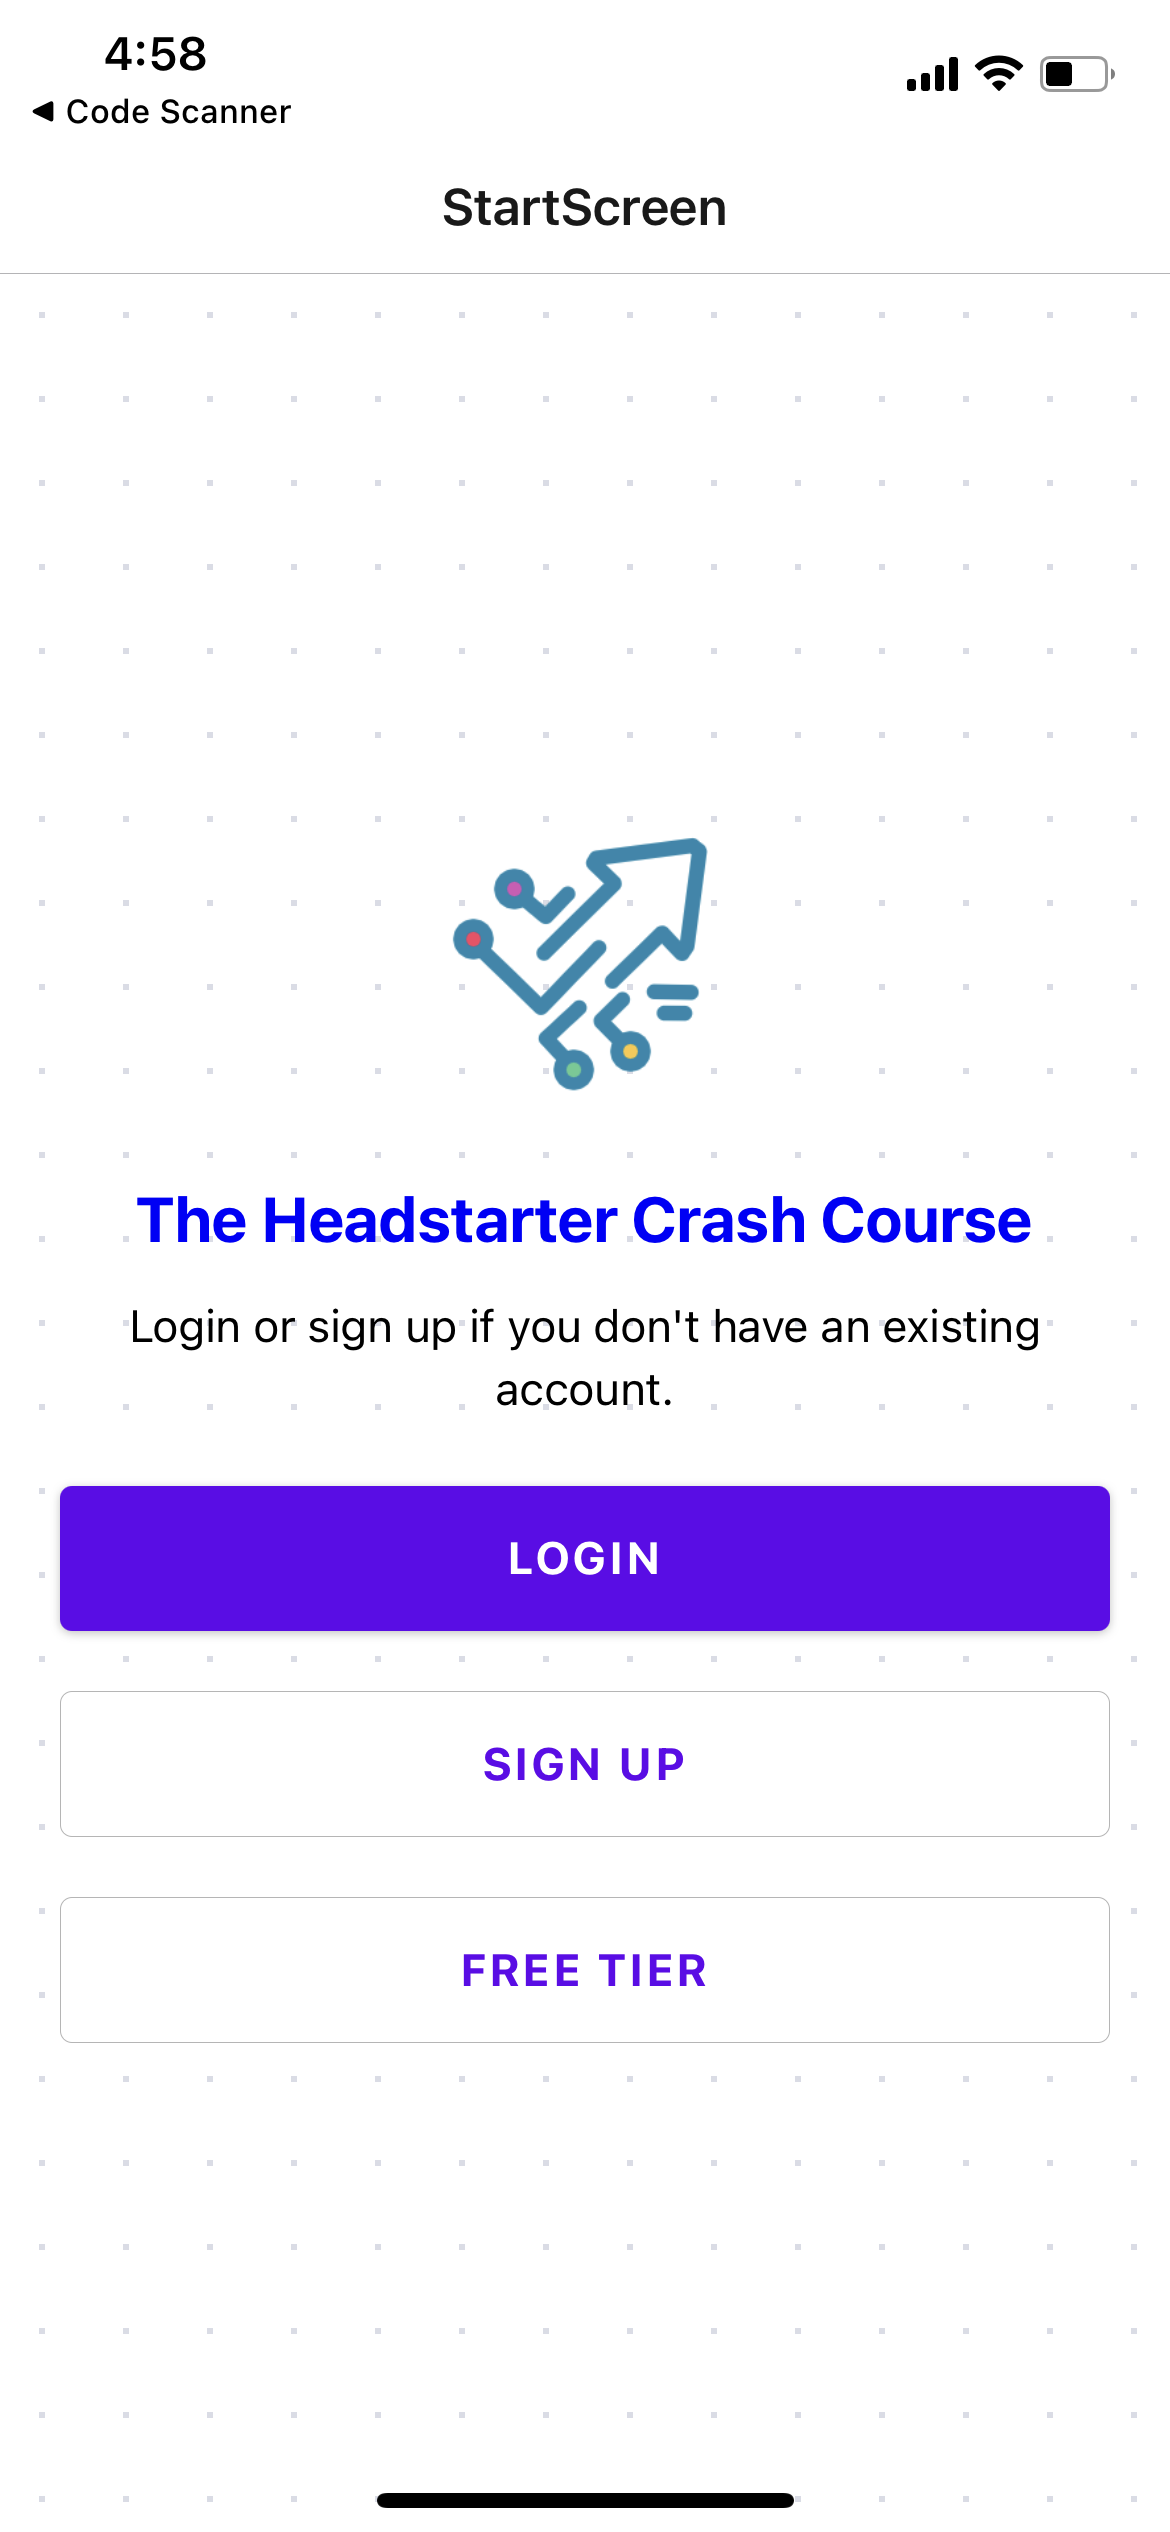 4:58
Code Scanner
StartScreen
The Headstarter Crash Course
Login or sign up if you don't have an existing
account.
LOGIN
SIGN UP
FREE TIER